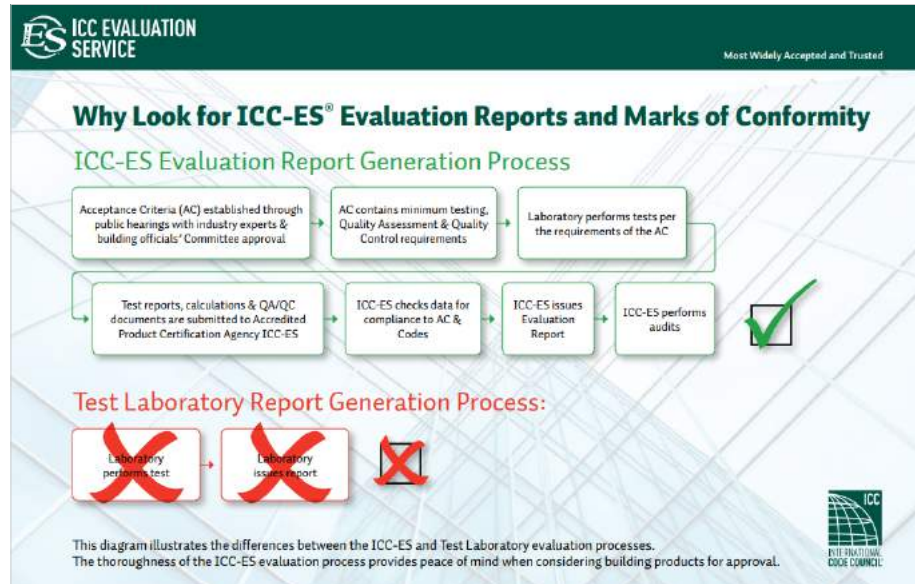 ES ICC EVALUATION
SERVICE
Most Widely Accepted and Trusted
Why Look for ICC-ES® Evaluation Reports and Marks of Conformity
ICC-ES Evaluation Report Generation Process
Acceptance Criteria (AC) established through
public hearings with industry experts &
building officials' Committee approval
AC contains minimum testing,
Quality Assessment & Quality
Control requirements
Laboratory performs tests per
the requirements of the AC
Test reports, calculations & QA/QC
documents are submitted to Accredited
Product Certification Agency ICC-ES
ICC-ES checks data for
compliance to AC &
Codes
ICC-ES issues
Evaluation
Report
ICC-ES performs
audits
Test Laboratory Report Generation Process:
Laboratory
performs test
Laboratory
issues report
ICC
INTERNATIONAL
CODE COUNCIL®
This diagram illustrates the differences between the ICC-ES and Test Laboratory evaluation processes.
The thoroughness of the ICC-ES evaluation process provides peace of mind when considering building products for approval.